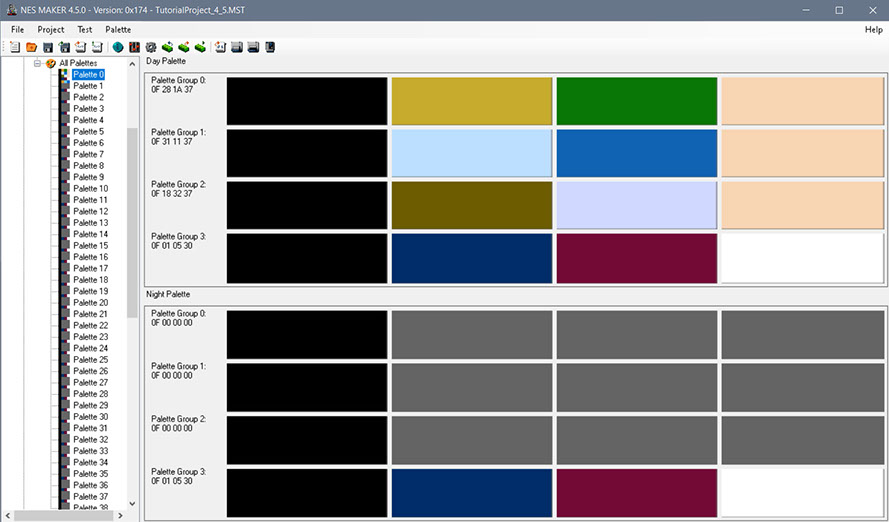 NES MAKER 4.5.0 - Version: 0x174 - TutorialProject_4_5.MST
File Project Test Palette Help
All Palettes
Palette 0
Palette 1
Palette 2
Palette 3
Palette 4
Palette 5
Palette 6
Palette 7
Palette 8
Palette 9
Palette 10
Palette 11
Palette 12
Palette 13
Palette 14
Palette 15
Palette 16
Palette 17
Palette 18
Palette 19
Palette 20
Palette 21
Palette 22
Palette 23
Palette 24
Palette 25
Palette 26
Palette 27
Palette 28
Palette 29
Palette 30
Palette 31
Palette 32
Palette 33
Palette 34
Palette 35
Palette 36
Palette 37
Palette 38
Day Palette
Palette Group 0:
0F 28 1A 37
Palette Group 1:
0F 31 11 37
Palette Group 2:
0F 18 32 37
Palette Group 3:
0F 01 05 30
Night Palette
Palette Group 0:
0F 00 00 00
Palette Group 1:
0F 00 00 00
Palette Group 2:
0F 00 00 00
Palette Group 3:
0F 01 05 30